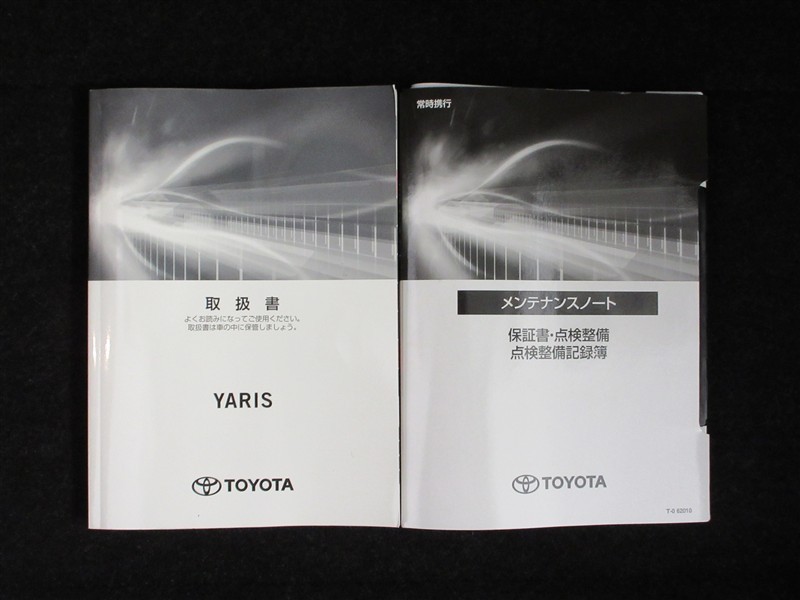 取扱書
よくお読みになってご使用ください。
取扱書は車の中に保管しましょう。
YARIS
TOYOTA
常時携行
メンテナンスノート
保証書・点検整備
点検整備記録簿
TOYOTA